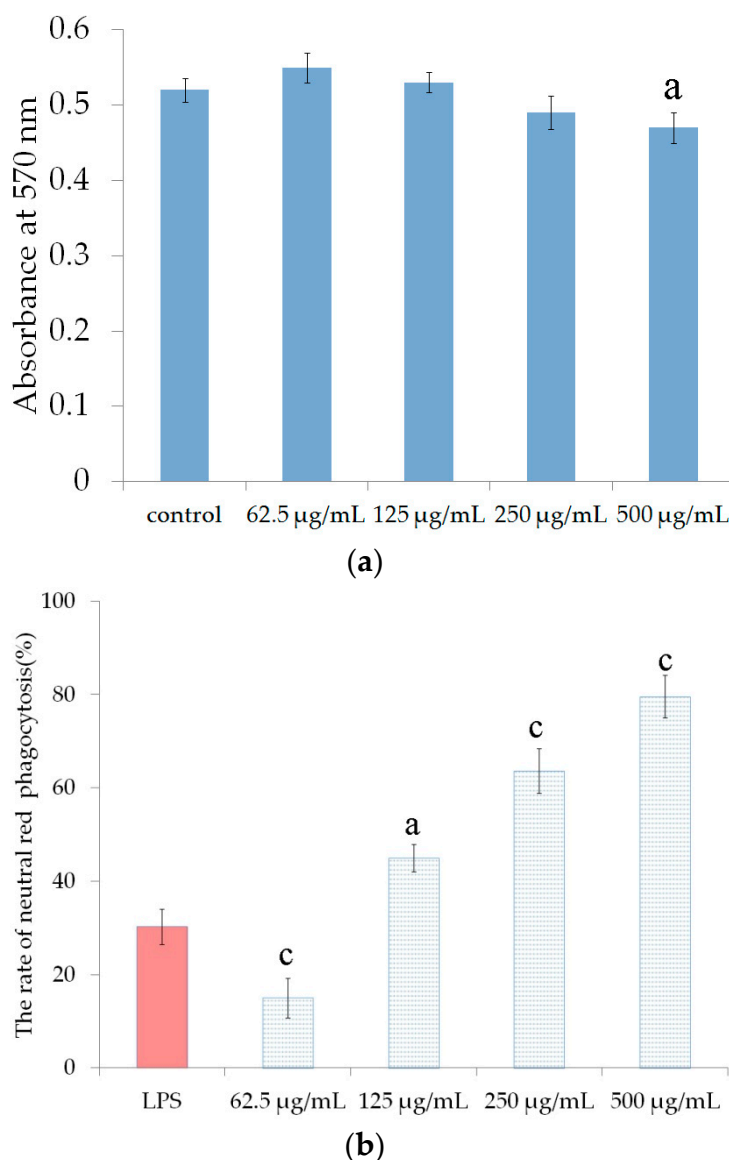 Absorbance at 570 nm
0.6
0.5
0.4
0.3
0.2
0.1
0
a
control 62.5 µg/mL 125 µg/mL 250 µg/mL 500 µg/mL
(a)
The rate of neutral red phagocytosis(%)
100
80
60
40
20
0
c
a
c
c
LPS 62.5 µg/mL 125 µg/mL 250 µg/mL 500 µg/mL
(b)